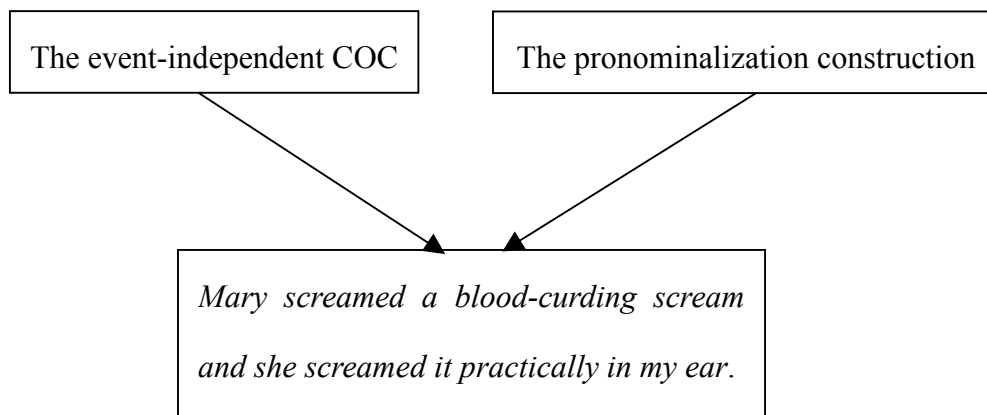 The event-independent COC
The pronominalization construction
Mary screamed a blood-curding scream
and she screamed it practically in my ear.